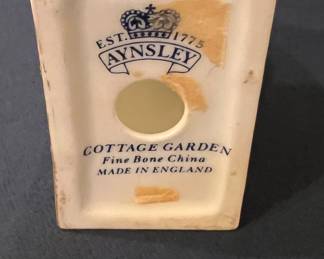 EST. 1775
AYNSLEY
COTTAGE GARDEN
Fine Bone China
MADE IN ENGLAND